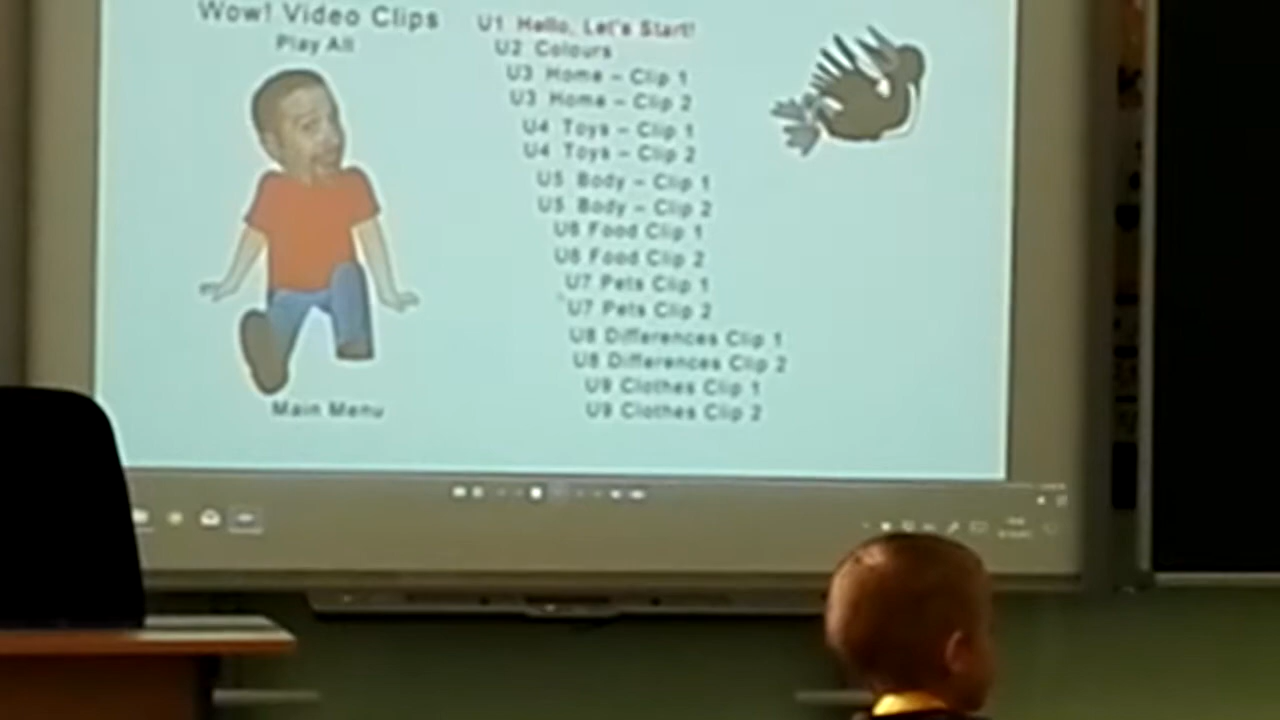 Wow! Video Clips
Play All
Main Menu
U1 Hello, Let's Start!
U2 Colours
U3 Home – Clip 1
U3 Home – Clip 2
U4 Toys – Clip 1
U4 Toys – Clip 2
U5 Body – Clip 1
U5 Body – Clip 2
U6 Food Clip 1
U6 Food Clip 2
U7 Pets Clip 1
U7 Pets Clip 2
U8 Differences Clip 1
U8 Differences Clip 2
U9 Clothes Clip 1
U9 Clothes Clip 2